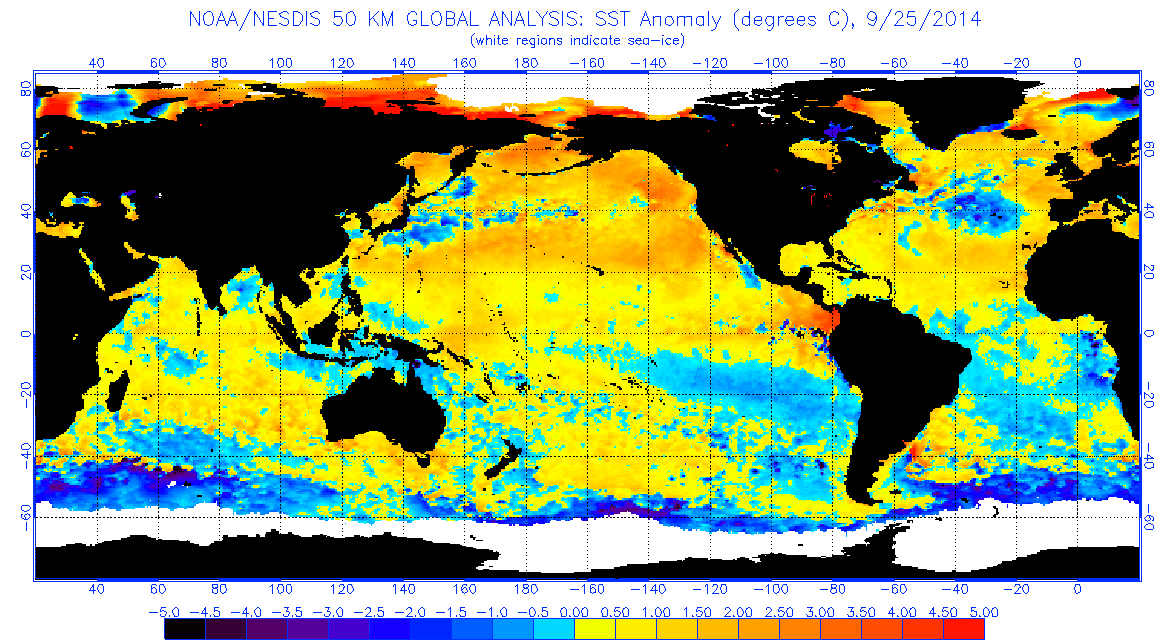 NOAA/NESDIS 50 KM GLOBAL ANALYSIS: SST Anomaly (degrees C), 9/25/2014
(white regions indicate sea-ice)
40 60 80 100 120 140 160 180 -160 -140 -120 -100 -80 -60 -40 -20 0
80 80
60 60
40 40
20 20
0 0
-20 -20
-40 -40
-60 -60
40 60 80 100 120 140 160 180 -160 -140 -120 -100 -80 -60 -40 -20 0
-5.0 -4.5 -4.0 -3.5 -3.0 -2.5 -2.0 -1.5 -1.0 -0.5 0.00 0.50 1.00 1.50 2.00 2.50 3.00 3.50 4.00 4.50 5.00